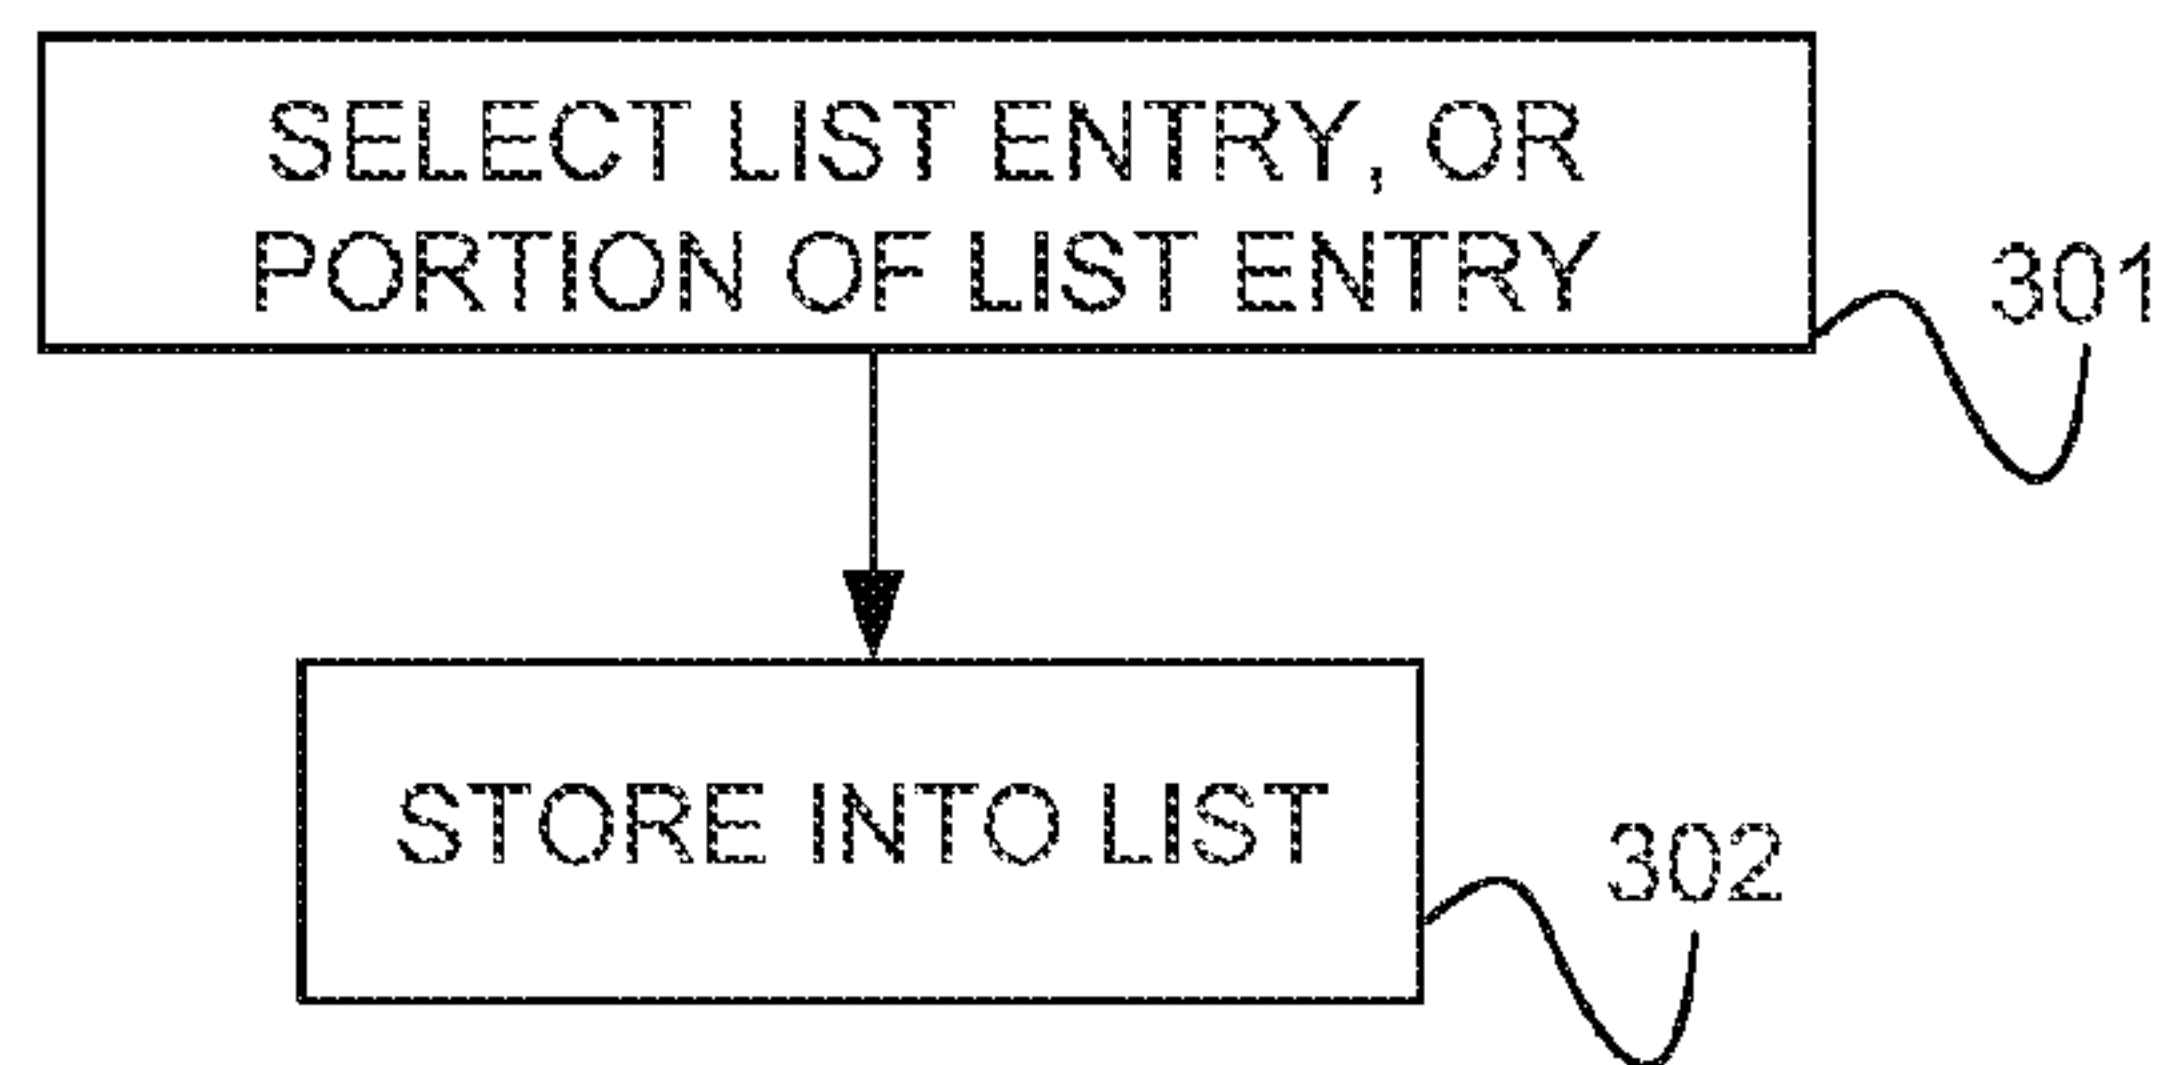 SELECT LIST ENTRY, OR
PORTION OF LIST ENTRY
301
STORE INTO LIST
302